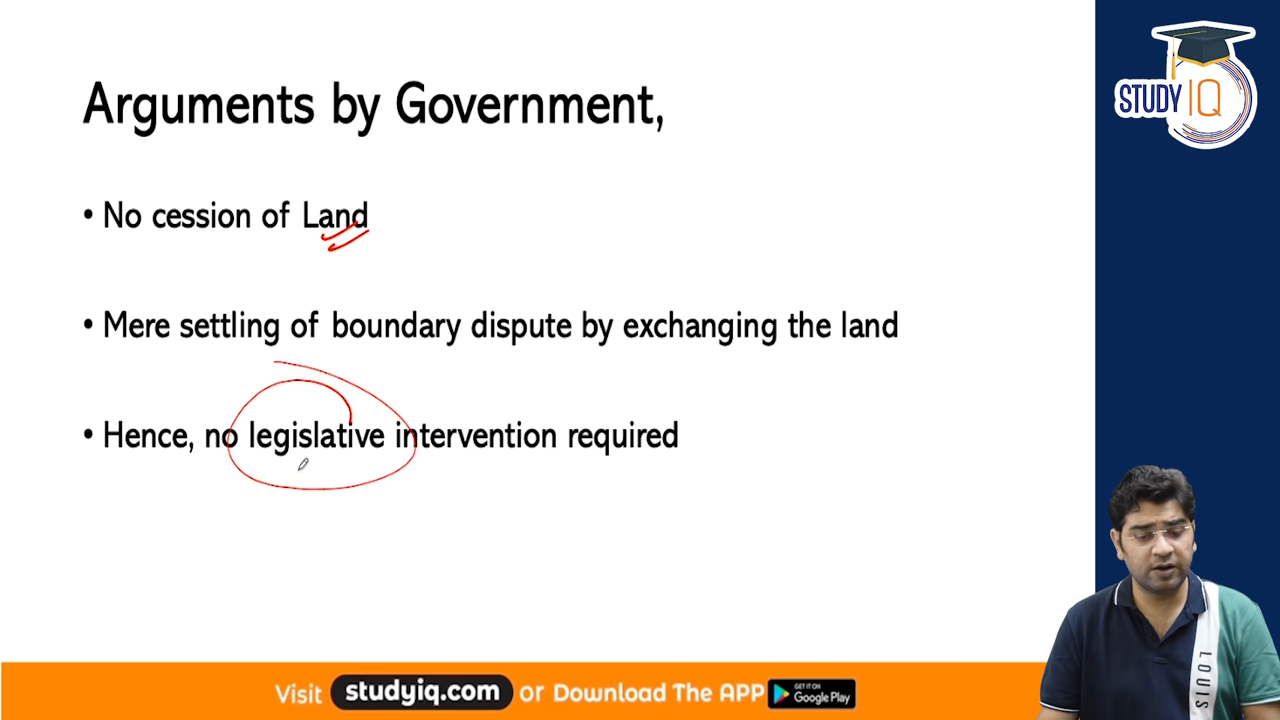 Arguments by Government,
STUDY IQ
• No cession of Land
• Mere settling of boundary dispute by exchanging the land
• Hence, no legislative intervention required
LOUIS
Visit studyiq.com or Download The APP GET IT ON Google Play